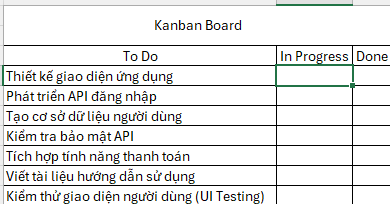 Kanban Board
To Do In Progress Done
Thiết kế giao diện ứng dụng
Phát triển API đăng nhập
Tạo cơ sở dữ liệu người dùng
Kiểm tra bảo mật API
Tích hợp tính năng thanh toán
Viết tài liệu hướng dẫn sử dụng
Kiểm thử giao diện người dùng (UI Testing)